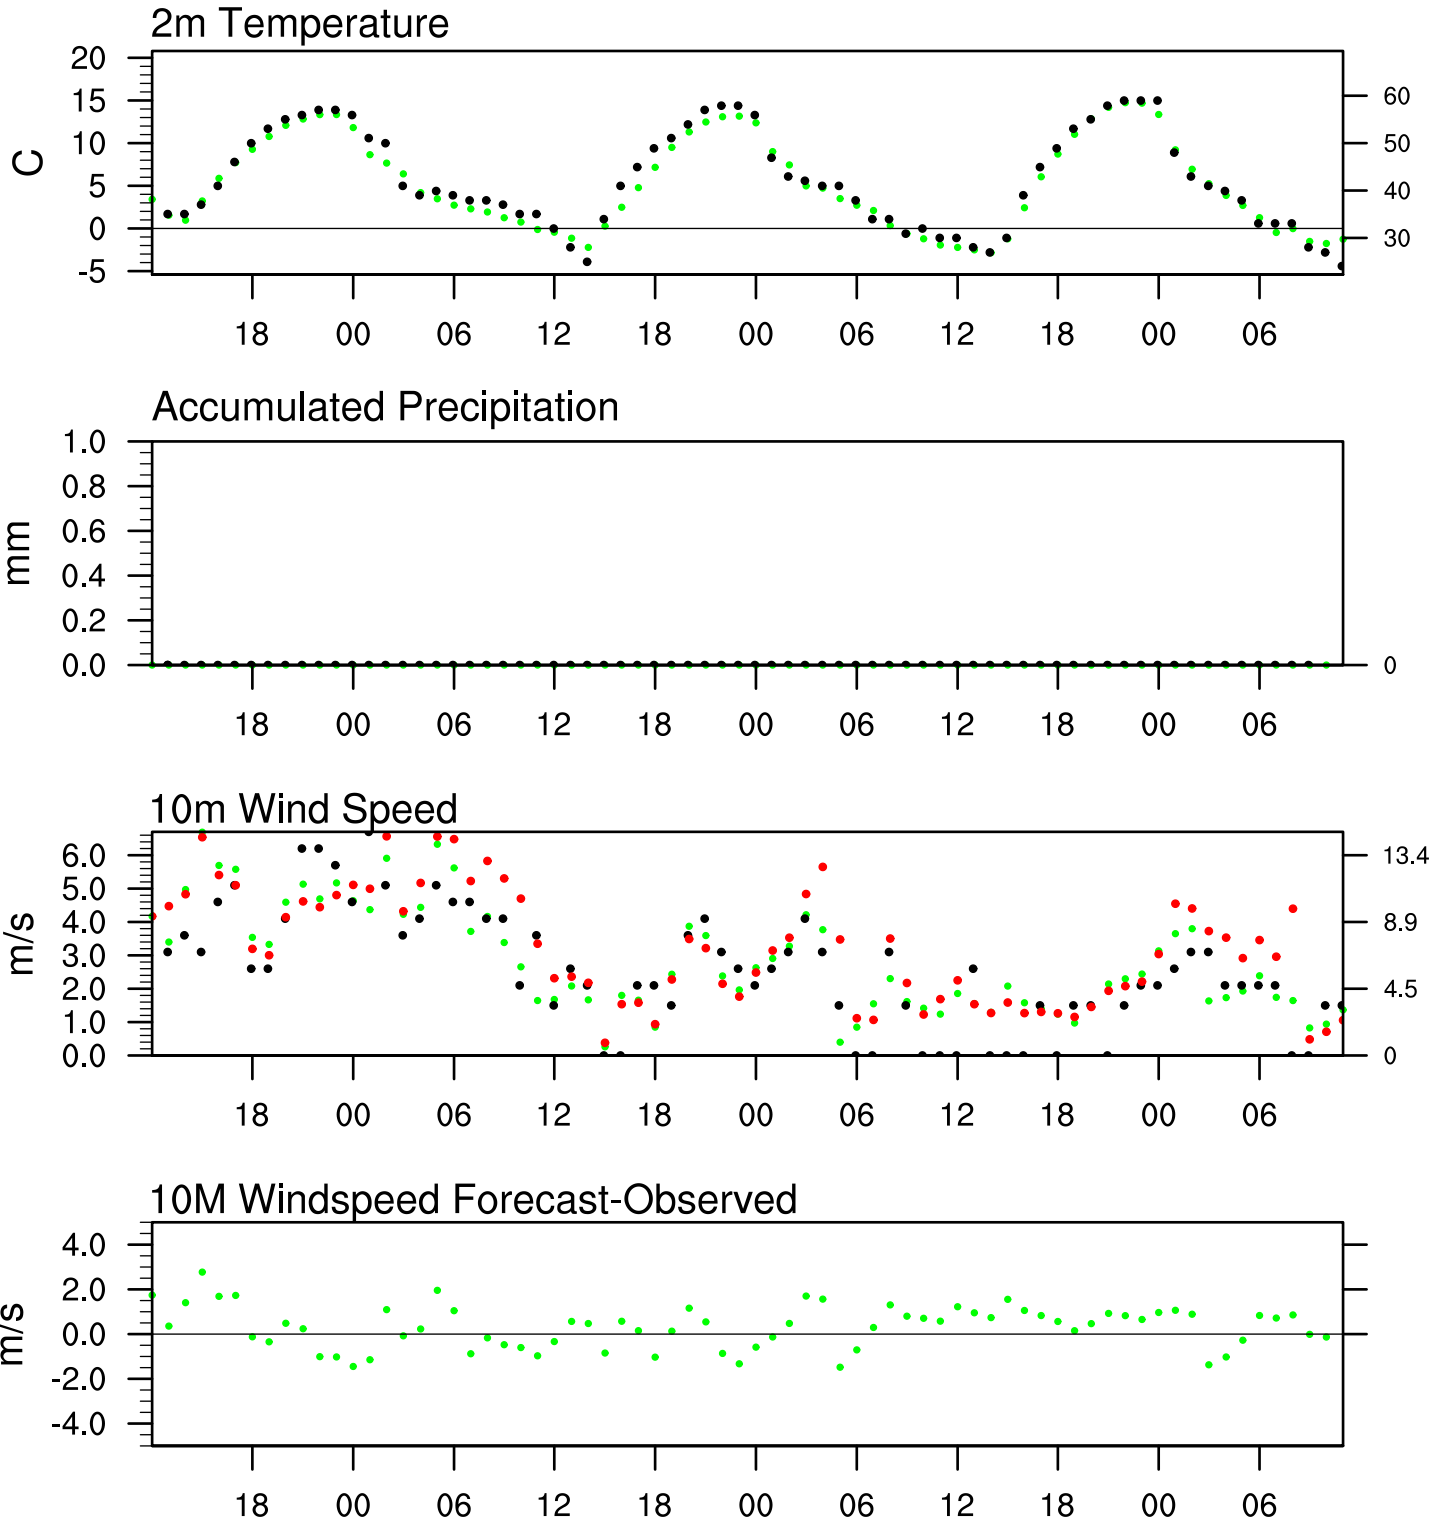 2m Temperature
20
15
10
5
0
-5
C
60
50
40
30
18 00 06 12 18 00 06 12 18 00 06
Accumulated Precipitation
1.0
0.8
0.6
0.4
0.2
0.0
mm
0
18 00 06 12 18 00 06 12 18 00 06
10m Wind Speed
6.0
5.0
4.0
3.0
2.0
1.0
0.0
m/s
13.4
8.9
4.5
0
18 00 06 12 18 00 06 12 18 00 06
10M Windspeed Forecast-Observed
4.0
2.0
0.0
-2.0
-4.0
m/s
18 00 06 12 18 00 06 12 18 00 06